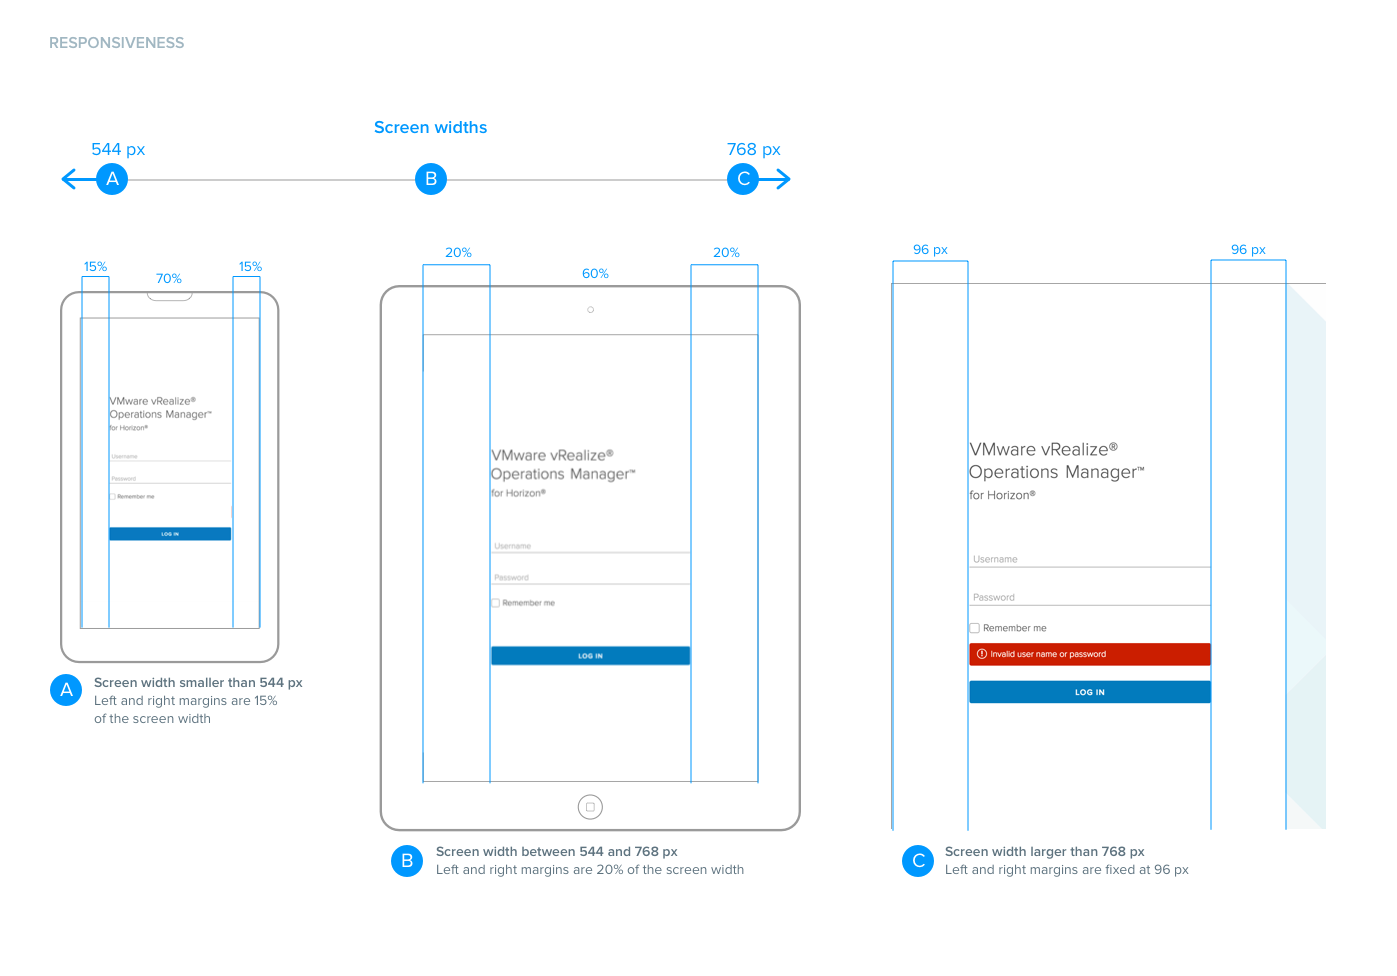 RESPONSIVENESS
Screen widths
544 px
768 px
A
B
C
15%
70%
15%
VMware vRealize®
Operations Manager™
for Horizon®
Username
Password
Remember me
LOG IN
A
Screen width smaller than 544 px
Left and right margins are 15%
of the screen width
20%
60%
20%
VMware vRealize®
Operations Manager™
for Horizon®
Username
Password
Remember me
LOG IN
B
Screen width between 544 and 768 px
Left and right margins are 20% of the screen width
96 px
96 px
VMware vRealize®
Operations Manager™
for Horizon®
Username
Password
Remember me
Invalid user name or password
LOG IN
C
Screen width larger than 768 px
Left and right margins are fixed at 96 px